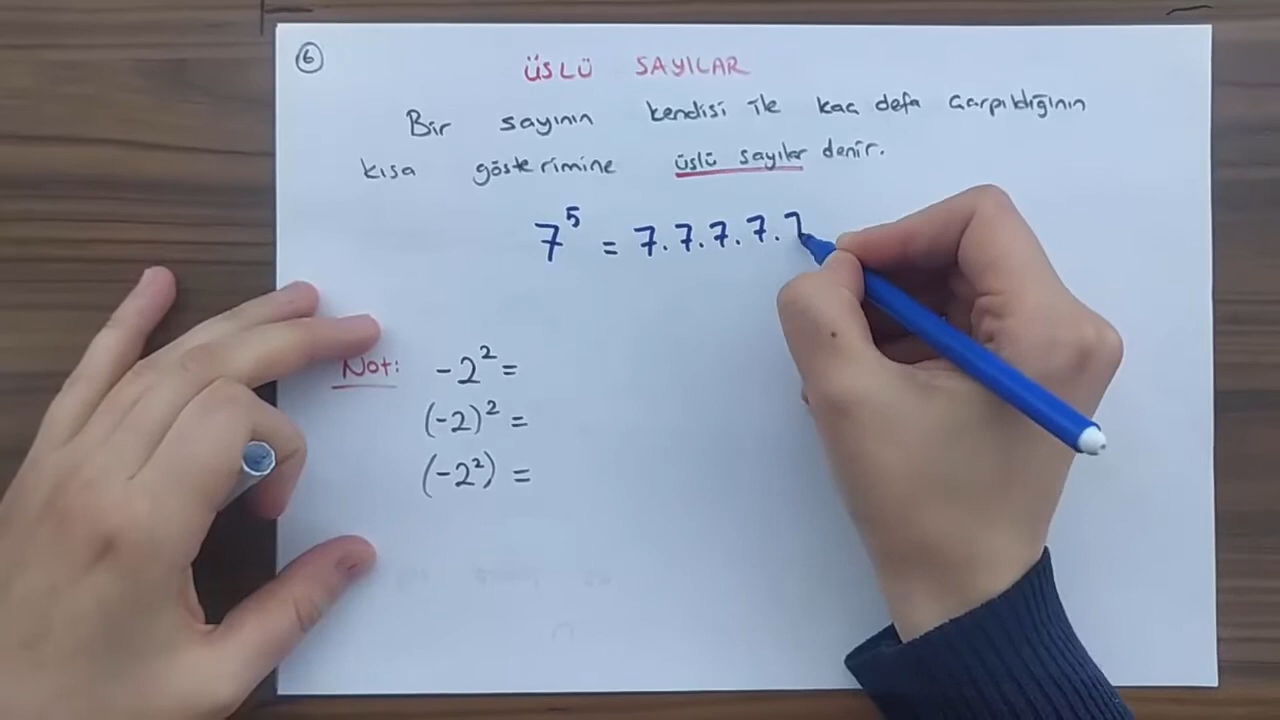 6
ÜSLÜ SAYILAR
Bir sayının kendisi ile kaç defa çarpıldığının
kısa gösterimine üslü sayılar denir.
7⁵ = 7.7.7.7.7
Not: -2² =
(-2)² =
(-2²) =